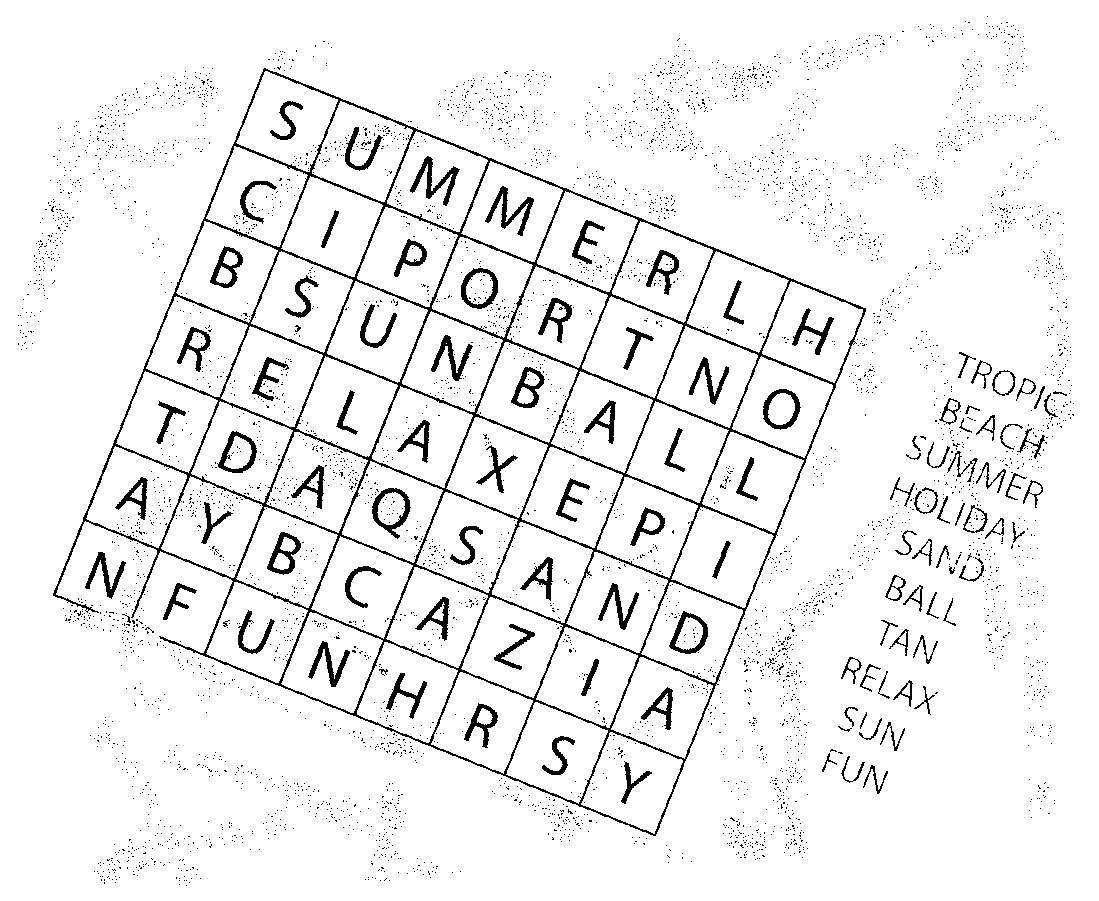 S U M M E R L H
C I P O R T N O
B S U N B A L L
R E L A X E P I
T D A Q S A N D
A Y B C A Z I A
N F U N H R S Y
TROPIC
BEACH
SUMMER
HOLIDAY
SAND
BALL
TAN
RELAX
SUN
FUN